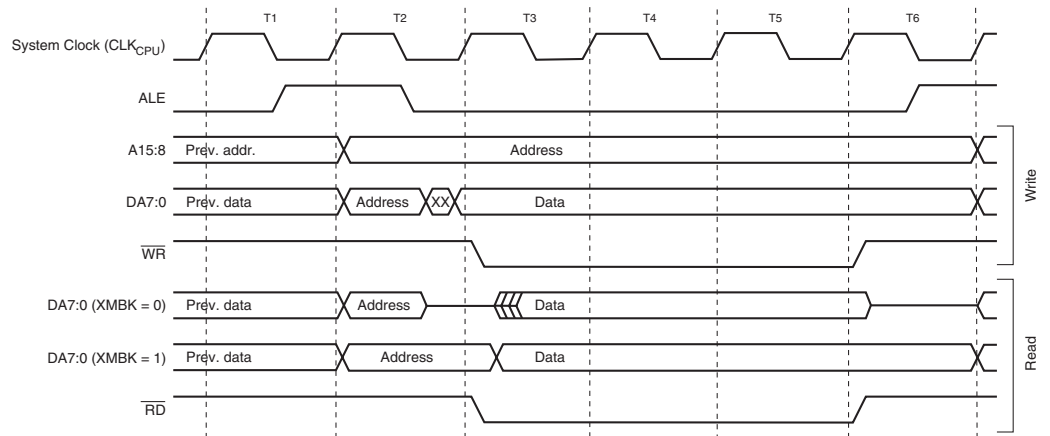 T1 T2 T3 T4 T5 T6
System Clock (CLKCPU)
ALE
A15:8 Prev. addr. Address
DA7:0 Prev. data Address XX Data
WR
Write
DA7:0 (XMBK = 0) Prev. data Address Data
DA7:0 (XMBK = 1) Prev. data Address Data
RD
Read